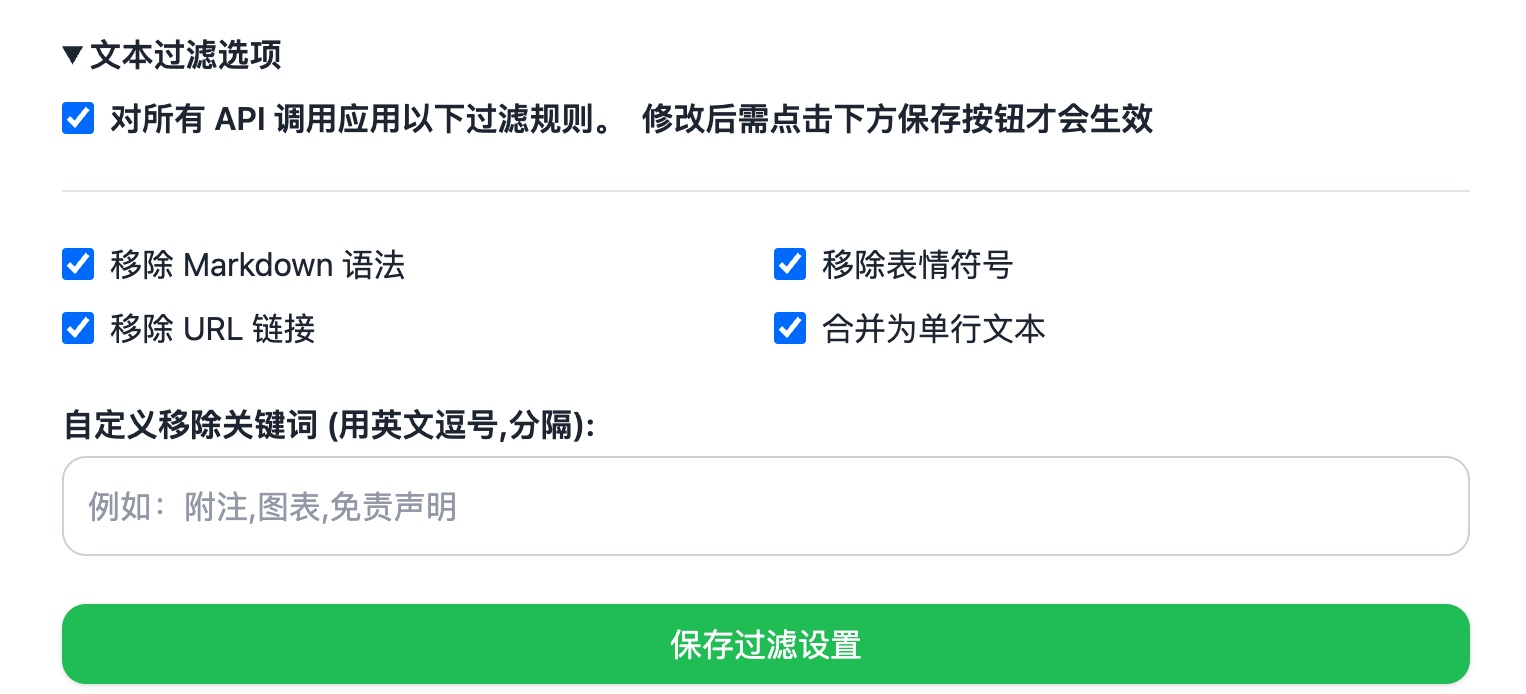 ▼文本过滤选项
对所有 API 调用应用以下过滤规则。 修改后需点击下方保存按钮才会生效
移除 Markdown 语法
移除表情符号
移除 URL 链接
合并为单行文本
自定义移除关键词 (用英文逗号,分隔):
例如：附注,图表,免责声明
保存过滤设置